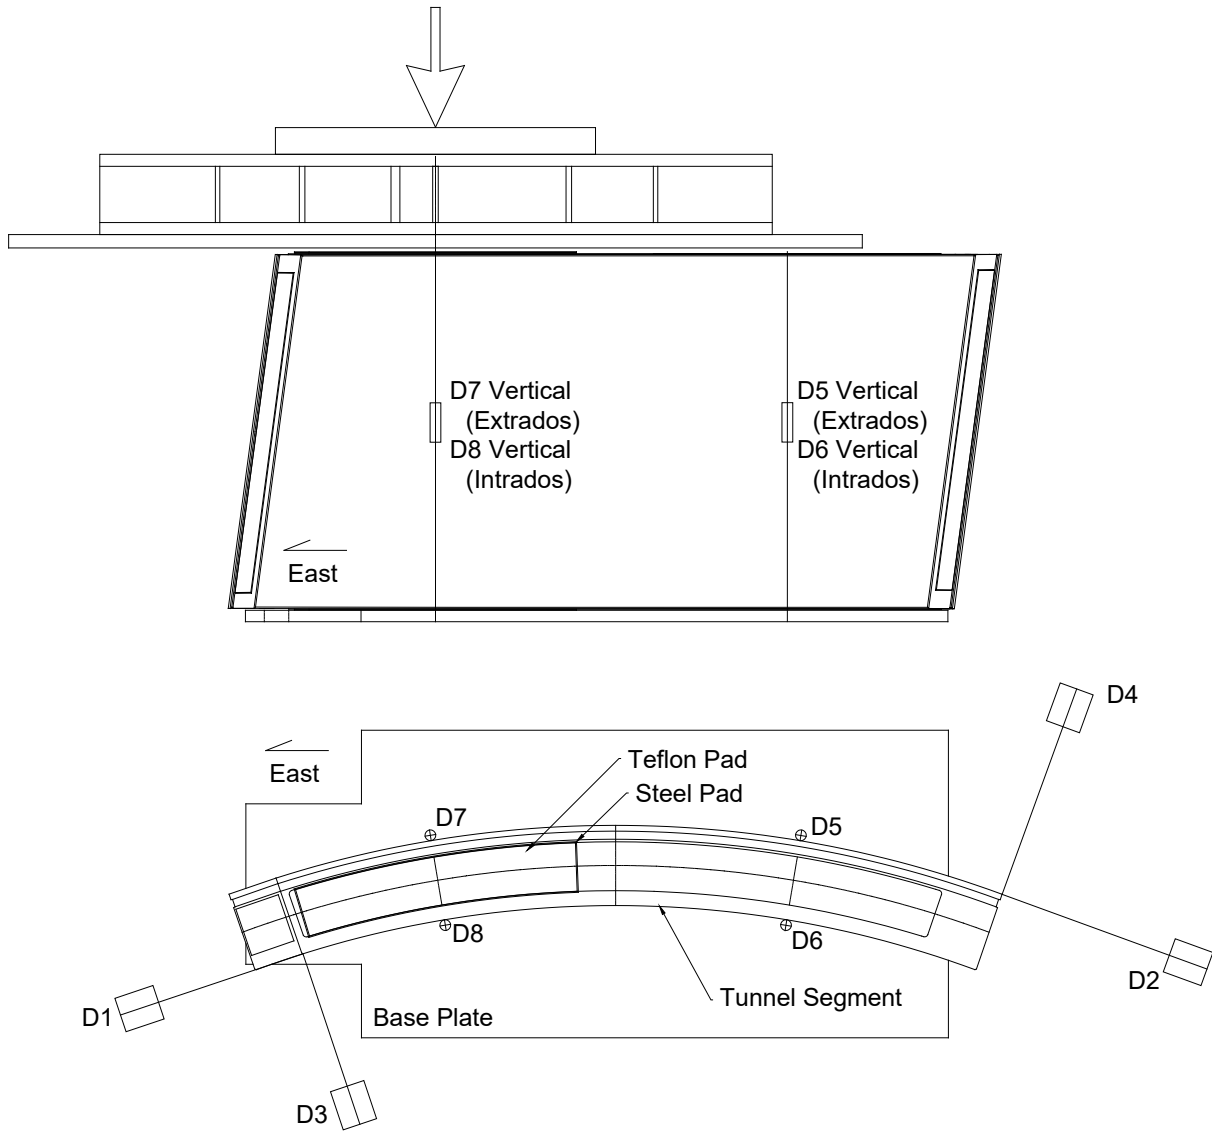 D7 Vertical
(Extrados)
D8 Vertical
(Intrados)
D5 Vertical
(Extrados)
D6 Vertical
(Intrados)
East
D4
East
Teflon Pad
Steel Pad
D7
D5
D8
D6
D2
Tunnel Segment
D1
Base Plate
D3